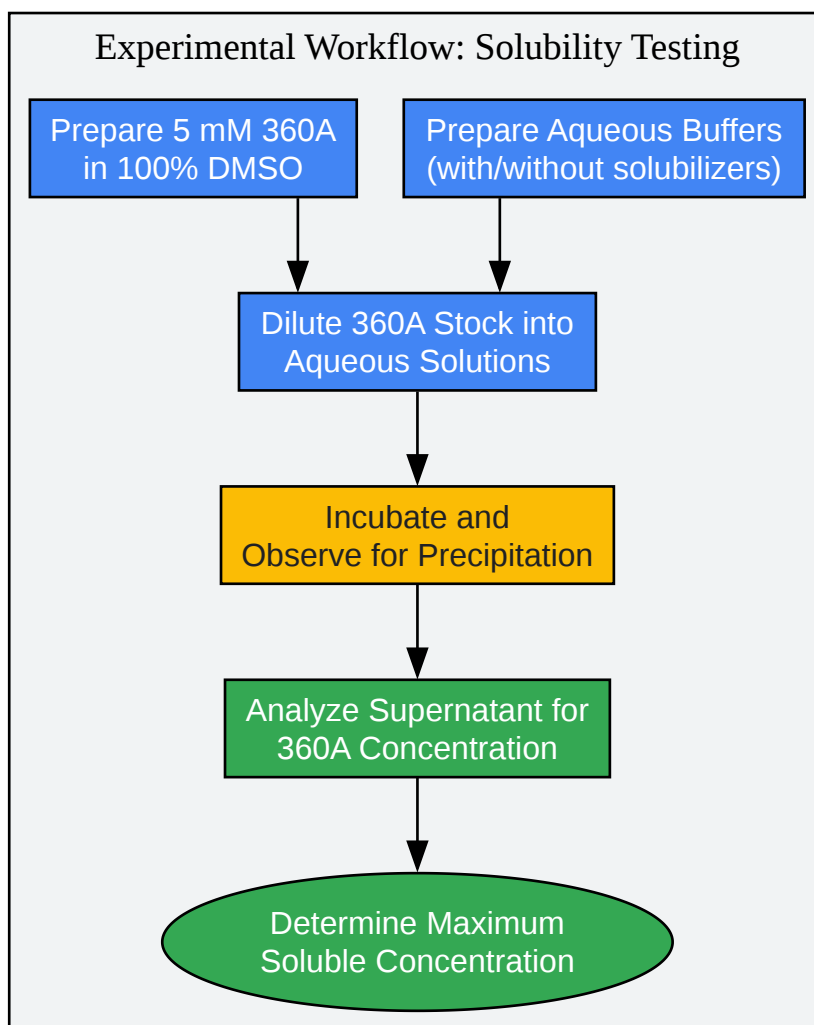 Experimental Workflow: Solubility Testing
Prepare 5 mM 360A
in 100% DMSO
Prepare Aqueous Buffers
(with/without solubilizers)
Dilute 360A Stock into
Aqueous Solutions
Incubate and
Observe for Precipitation
Analyze Supernatant for
360A Concentration
Determine Maximum
Soluble Concentration